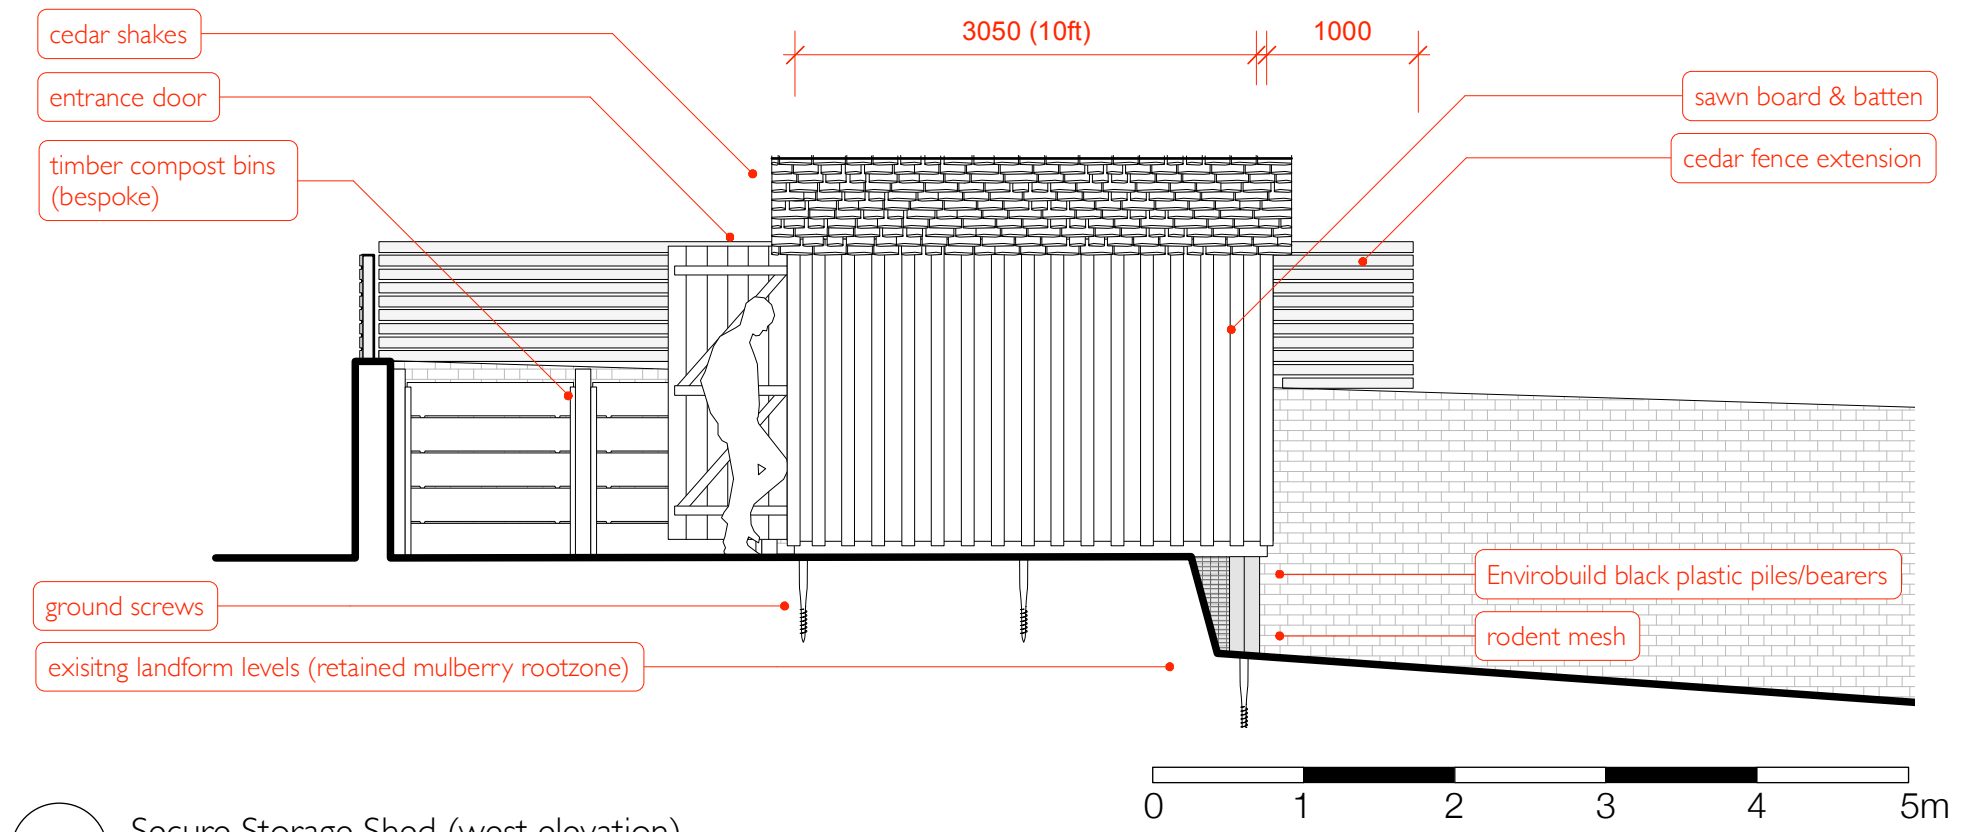 cedar shakes
entrance door
timber compost bins
(bespoke)
3050 (10ft)
1000
sawn board & batten
cedar fence extension
ground screws
exisitng landform levels (retained mulberry rootzone)
Envirobuild black plastic piles/bearers
rodent mesh
0 1 2 3 4 5m
Secure Storage Shed (west elevation)